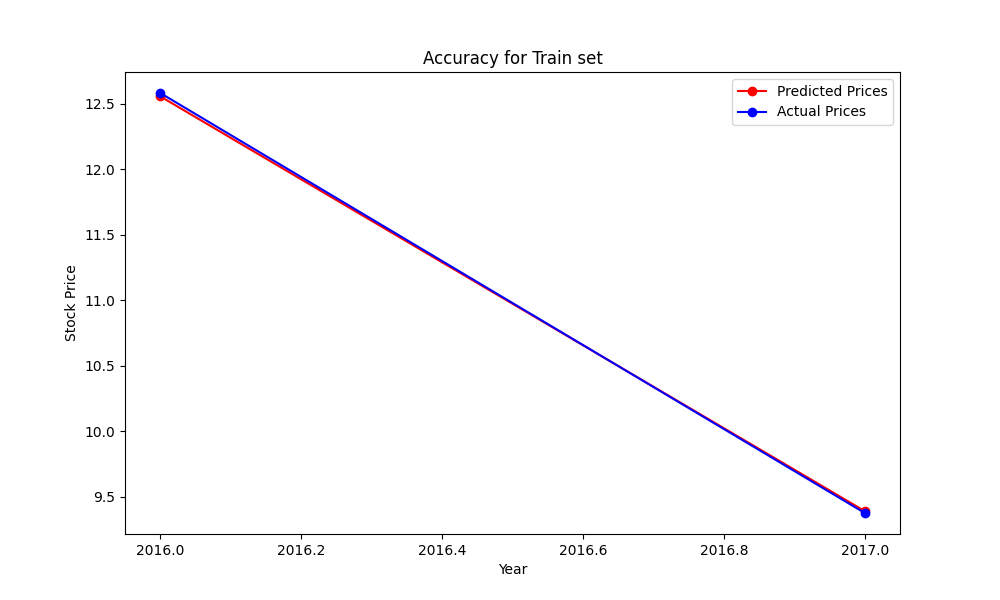 Accuracy for Train set
Predicted Prices
Actual Prices
12.5
12.0
11.5
11.0
10.5
10.0
9.5
Stock Price
2016.0 2016.2 2016.4 2016.6 2016.8 2017.0
Year